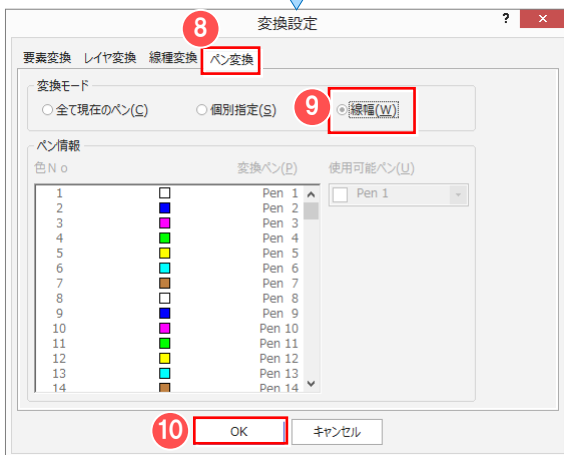 8
変換設定
? ×
要素変換 レイヤ変換 線種変換 ペン変換
変換モード
全て現在のペン(C) 個別指定(S) 9 線幅(W)
ペン情報
色No 変換ペン(P) 使用可能ペン(U)
1 Pen 1 Pen 1
2 Pen 2
3 Pen 3
4 Pen 4
5 Pen 5
6 Pen 6
7 Pen 7
8 Pen 8
9 Pen 9
10 Pen 10
11 Pen 11
12 Pen 12
13 Pen 13
14 Pen 14
10 OK キャンセル